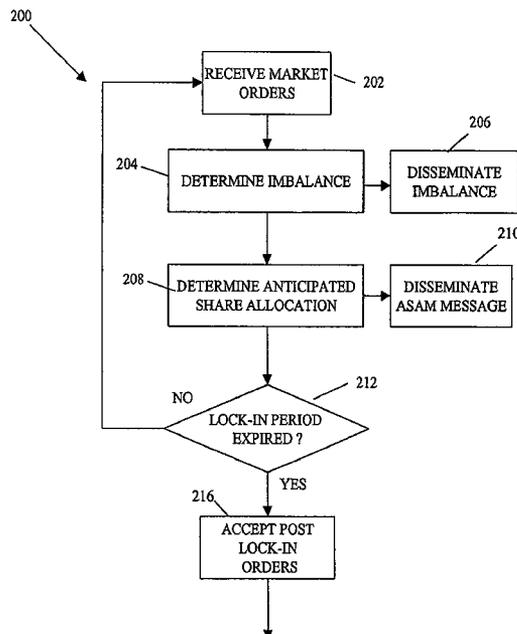 200
RECEIVE MARKET
ORDERS
202
206
204
DETERMINE IMBALANCE
DISSEMINATE
IMBALANCE
210
208
DETERMINE ANTICIPATED
SHARE ALLOCATION
DISSEMINATE
ASAM MESSAGE
212
NO
LOCK-IN PERIOD
EXPIRED ?
YES
216
ACCEPT POST
LOCK-IN
ORDERS